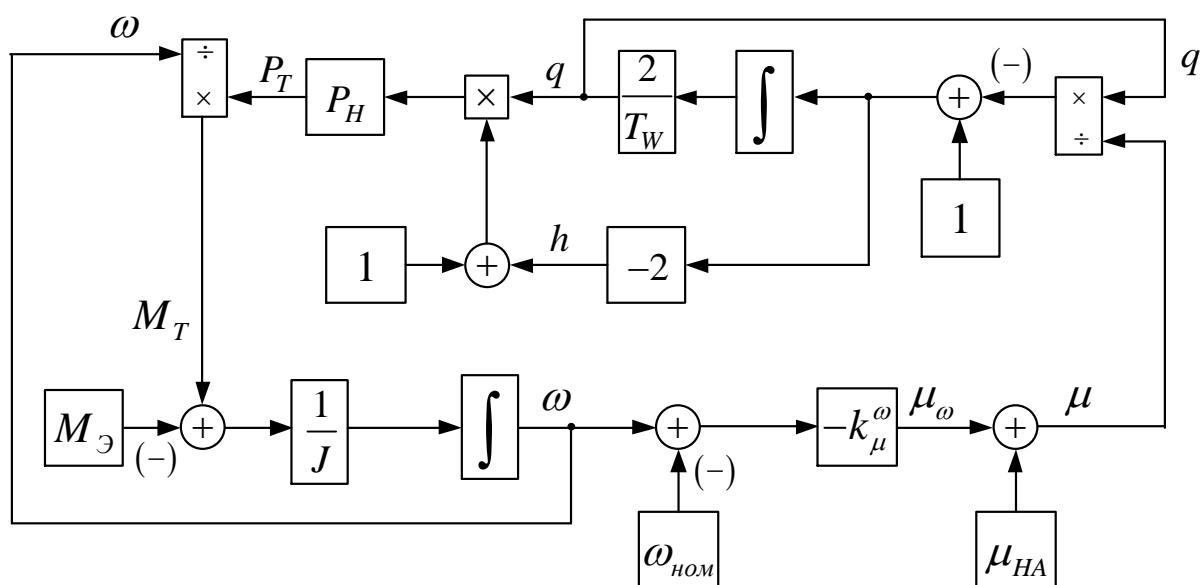 ω
÷
×
P_T
P_H
×
q
2
T_W
∫
+
(−)
×
÷
q
1
1
+
h
−2
M_T
M_Э
(−)
+
1
J
∫
ω
+
(−)
−k_μ^ω
μ_ω
+
μ
ω_ном
μ_НА